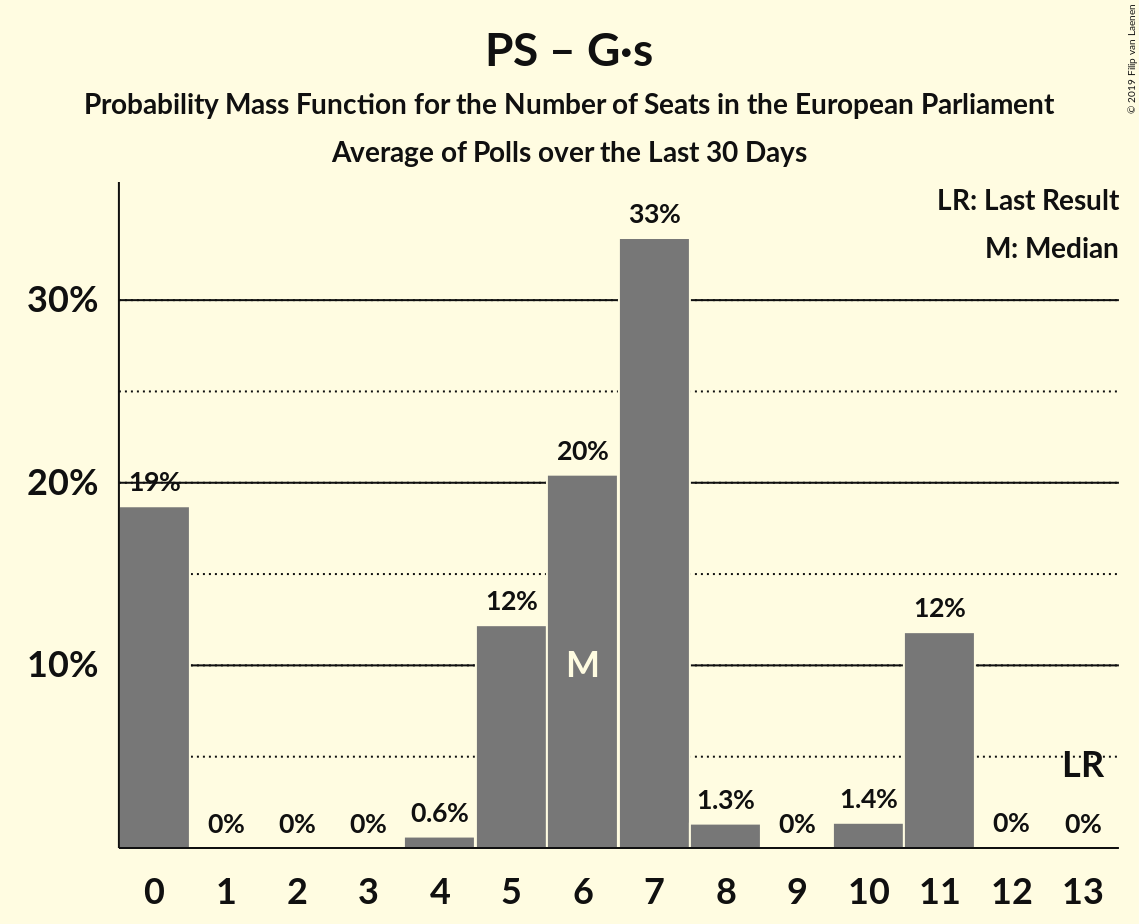 PS – G·s
Probability Mass Function for the Number of Seats in the European Parliament
Average of Polls over the Last 30 Days
© 2019 Filip van Laenen
LR: Last Result
M: Median
33%
30%
20%
20%
19%
12%
12%
10%
M
LR
1.3%
1.4%
0.6%
0%
0%
0%
0%
0%
0%
0 1 2 3 4 5 6 7 8 9 10 11 12 13